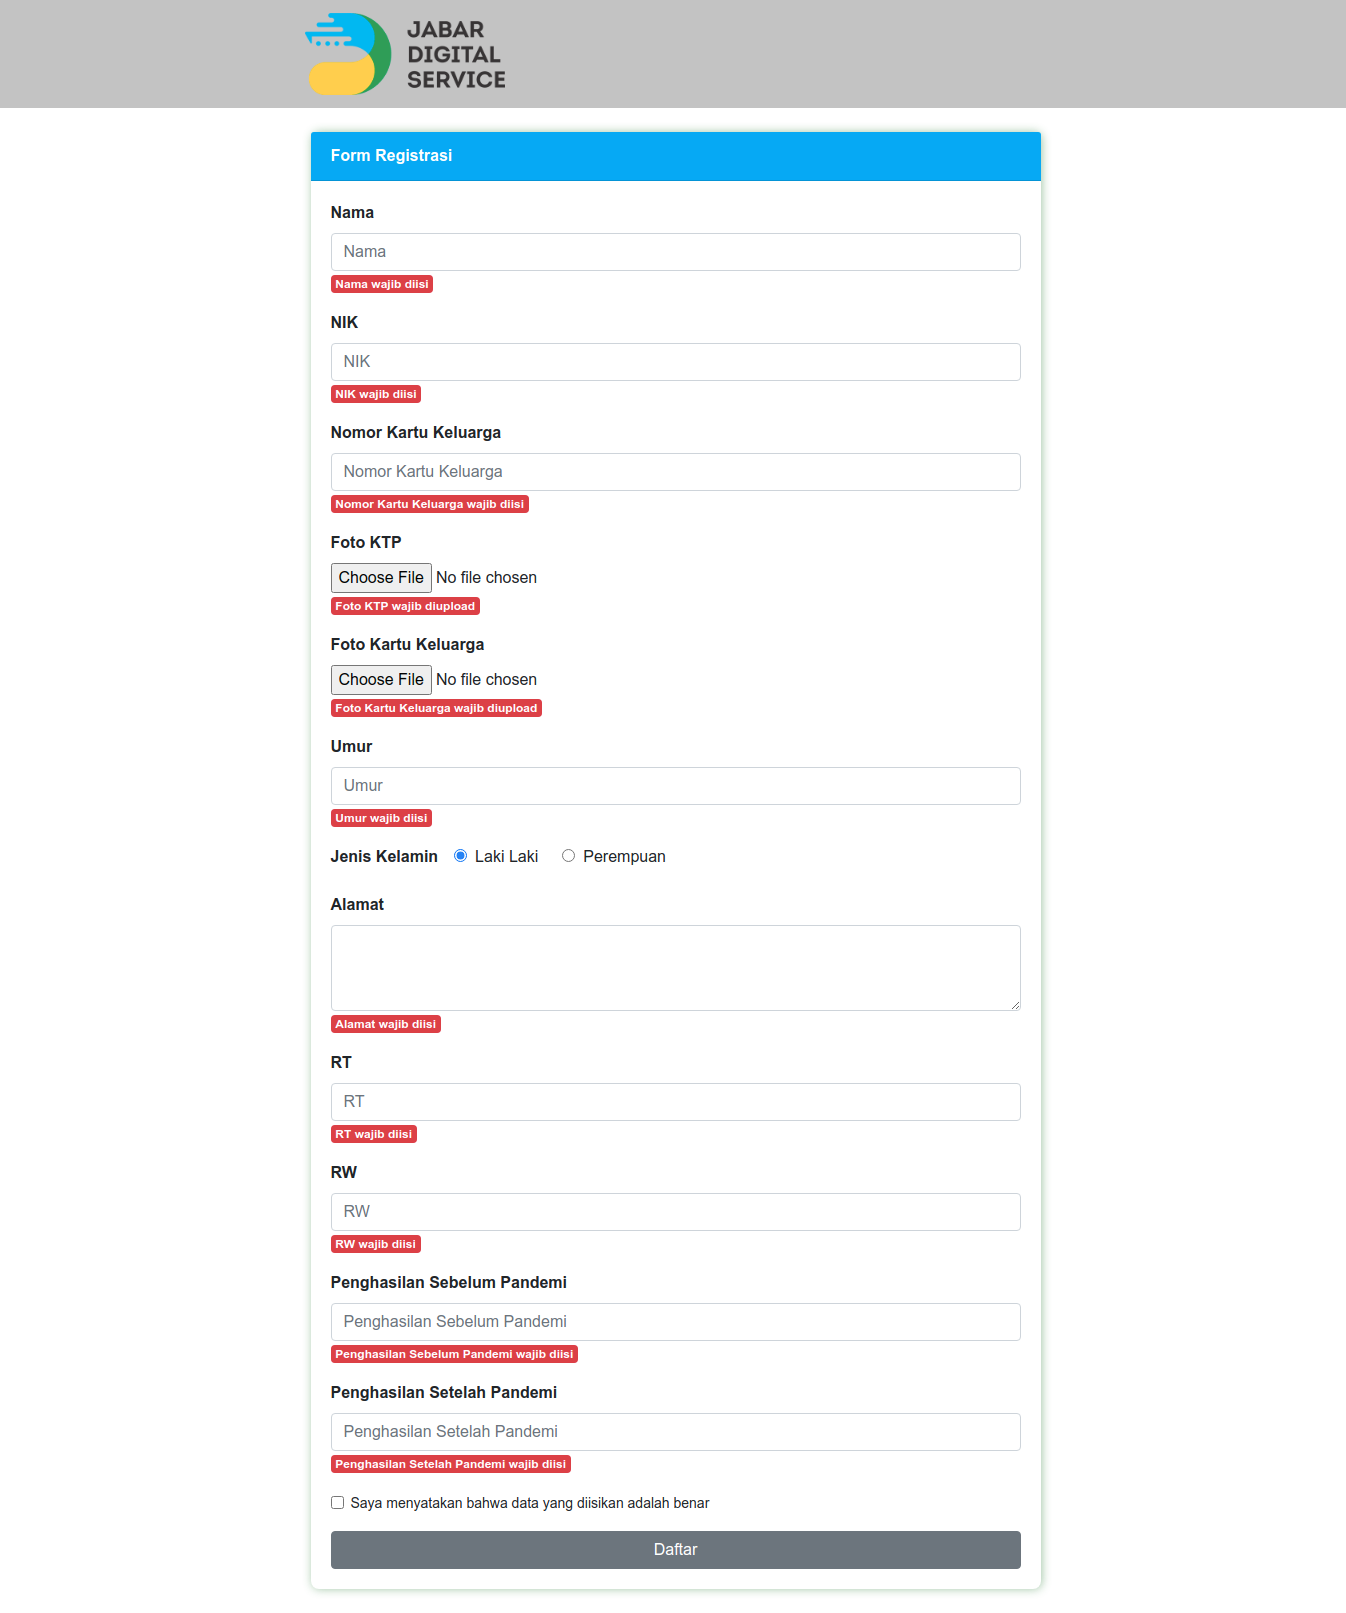 JABAR
DIGITAL
SERVICE
Form Registrasi
Nama
Nama
Nama wajib diisi
NIK
NIK
NIK wajib diisi
Nomor Kartu Keluarga
Nomor Kartu Keluarga
Nomor Kartu Keluarga wajib diisi
Foto KTP
Choose File No file chosen
Foto KTP wajib diupload
Foto Kartu Keluarga
Choose File No file chosen
Foto Kartu Keluarga wajib diupload
Umur
Umur
Umur wajib diisi
Jenis Kelamin Laki Laki Perempuan
Alamat
Alamat wajib diisi
RT
RT
RT wajib diisi
RW
RW
RW wajib diisi
Penghasilan Sebelum Pandemi
Penghasilan Sebelum Pandemi
Penghasilan Sebelum Pandemi wajib diisi
Penghasilan Setelah Pandemi
Penghasilan Setelah Pandemi
Penghasilan Setelah Pandemi wajib diisi
Saya menyatakan bahwa data yang diisikan adalah benar
Daftar